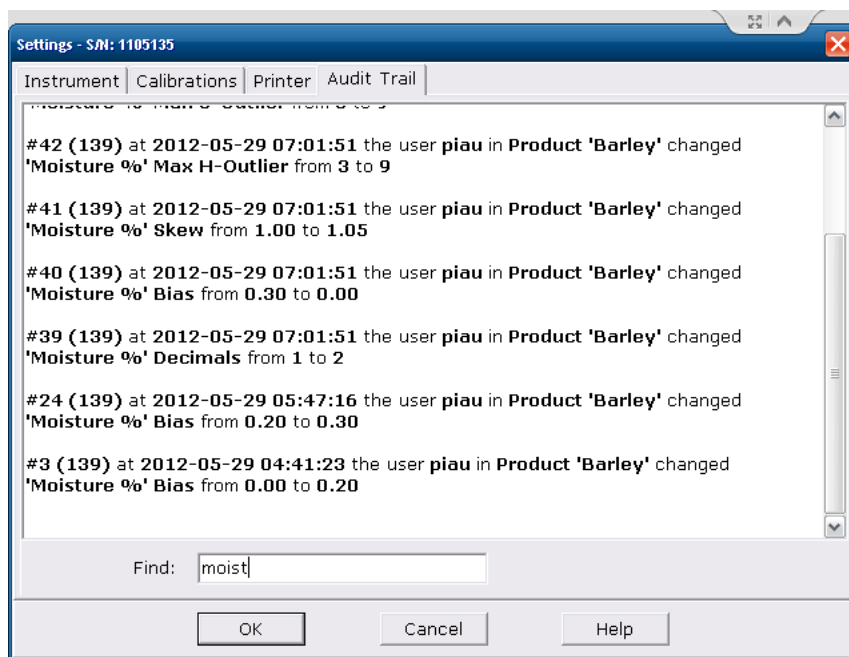 Settings - S/N: 1105135
Instrument Calibrations Printer Audit Trail
#42 (139) at 2012-05-29 07:01:51 the user piau in Product 'Barley' changed
'Moisture %' Max H-Outlier from 3 to 9
#41 (139) at 2012-05-29 07:01:51 the user piau in Product 'Barley' changed
'Moisture %' Skew from 1.00 to 1.05
#40 (139) at 2012-05-29 07:01:51 the user piau in Product 'Barley' changed
'Moisture %' Bias from 0.30 to 0.00
#39 (139) at 2012-05-29 07:01:51 the user piau in Product 'Barley' changed
'Moisture %' Decimals from 1 to 2
#24 (139) at 2012-05-29 05:47:16 the user piau in Product 'Barley' changed
'Moisture %' Bias from 0.20 to 0.30
#3 (139) at 2012-05-29 04:41:23 the user piau in Product 'Barley' changed
'Moisture %' Bias from 0.00 to 0.20
Find: moist
OK Cancel Help